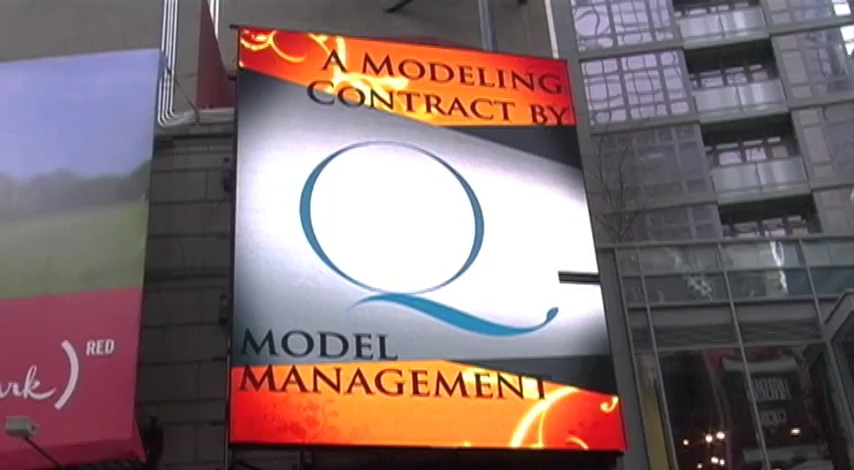 A MODELING
CONTRACT BY
Q
MODEL
MANAGEMENT
RED